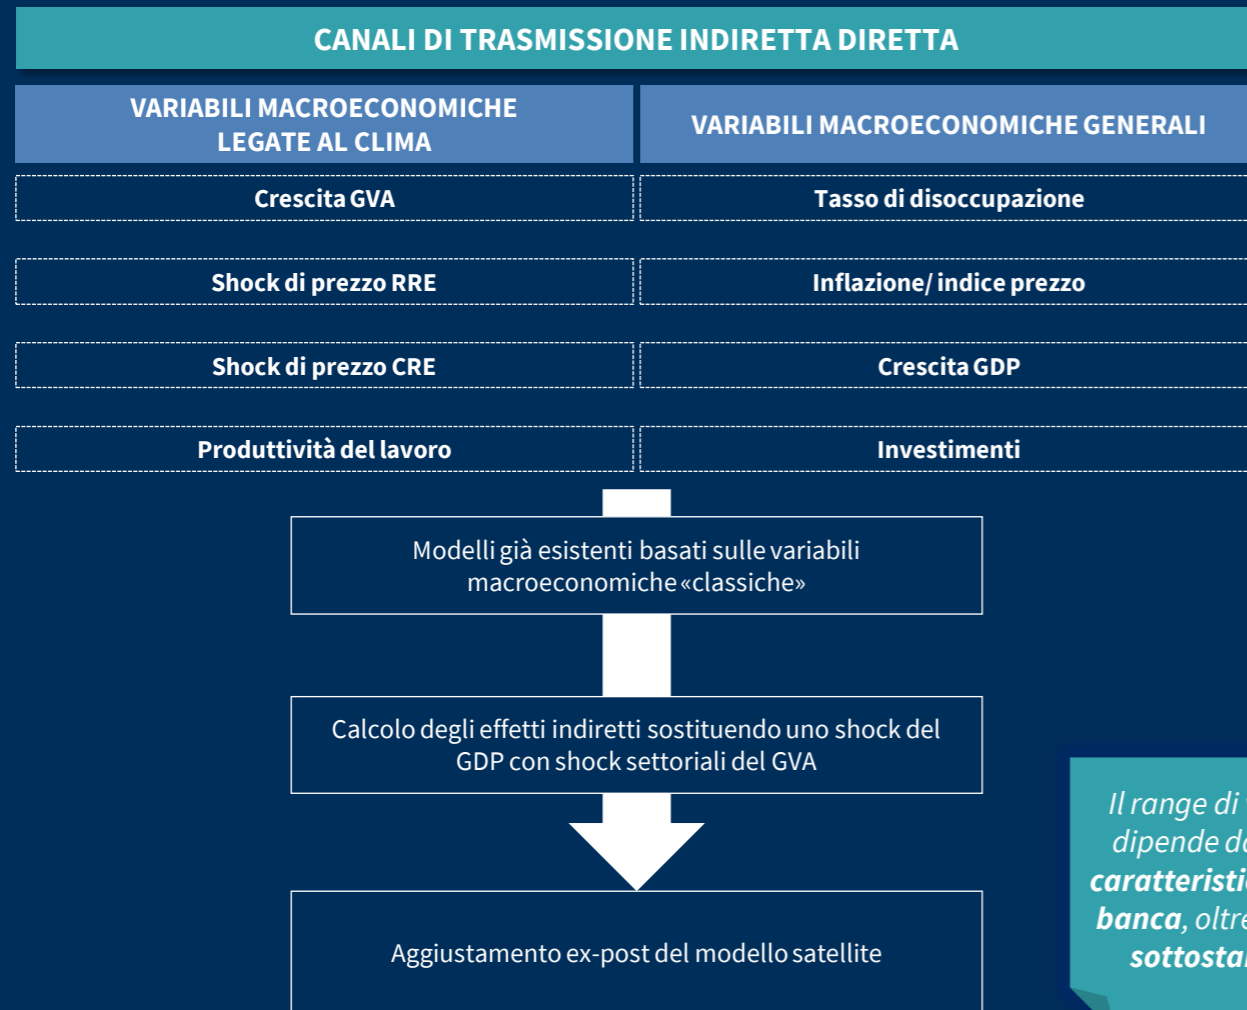 CANALI DI TRASMISSIONE INDIRETTA DIRETTA
VARIABILI MACROECONOMICHE
LEGATE AL CLIMA
VARIABILI MACROECONOMICHE GENERALI
Crescita GVA
Tasso di disoccupazione
Shock di prezzo RRE
Inflazione/ indice prezzo
Shock di prezzo CRE
Crescita GDP
Produttività del lavoro
Investimenti
Modelli già esistenti basati sulle variabili
macroeconomiche «classiche»
Calcolo degli effetti indiretti sostituendo uno shock del
GDP con shock settoriali del GVA
Aggiustamento ex-post del modello satellite
Il range di
dipende
banca, oltre